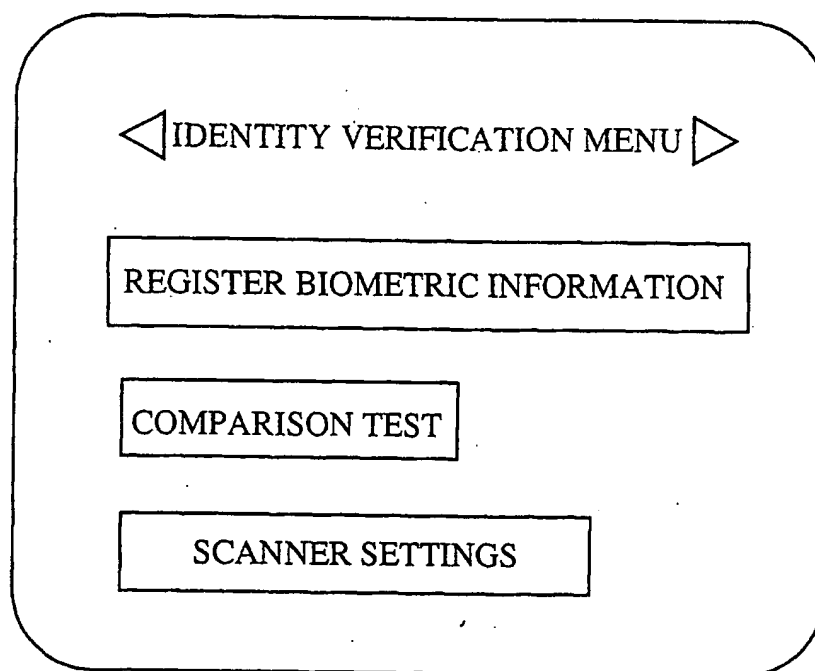 IDENTITY VERIFICATION MENU
REGISTER BIOMETRIC INFORMATION
COMPARISON TEST
SCANNER SETTINGS